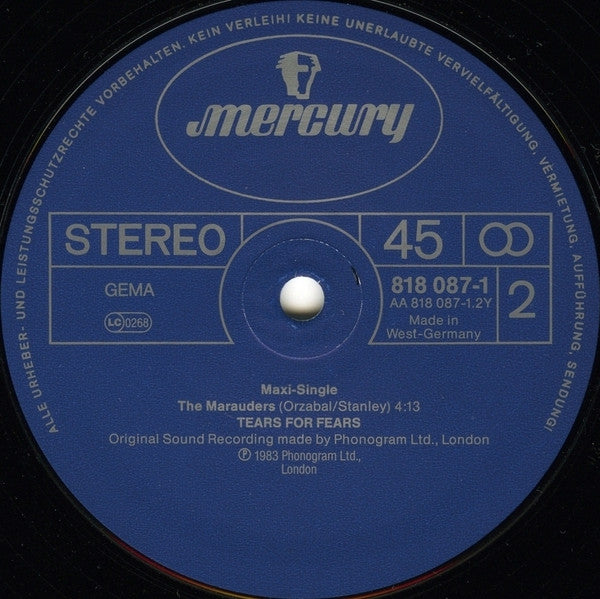 ALLE URHEBER- UND LEISTUNGSSCHUTZRECHTE VORBEHALTEN. KEIN VERLEIH! KEINE UNERLAUBTE VERVIELFÄLTIGUNG, VERMIETUNG, AUFFÜHRUNG, SENDUNG!
mercury
STEREO 45
GEMA 818 087-1
AA 818 087-1.2Y 2
LC 0268 Made in
West-Germany
Maxi-Single
The Marauders (Orzabal/Stanley) 4:13
TEARS FOR FEARS
Original Sound Recording made by Phonogram Ltd., London
℗ 1983 Phonogram Ltd.,
London